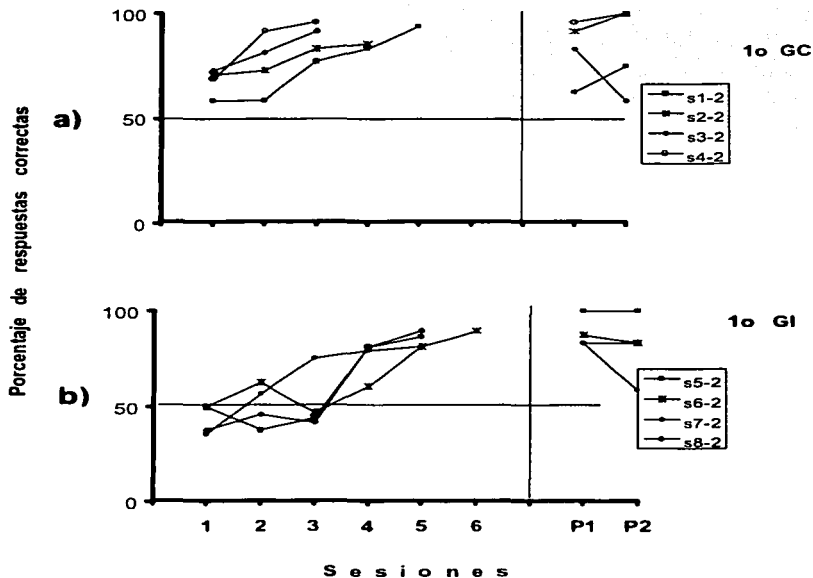 Porcentaje de respuestas correctas
a)
100
50
0
1o GC
s1-2
s2-2
s3-2
s4-2
b)
100
50
0
1o GI
s5-2
s6-2
s7-2
s8-2
1 2 3 4 5 6 P1 P2
Sesiones